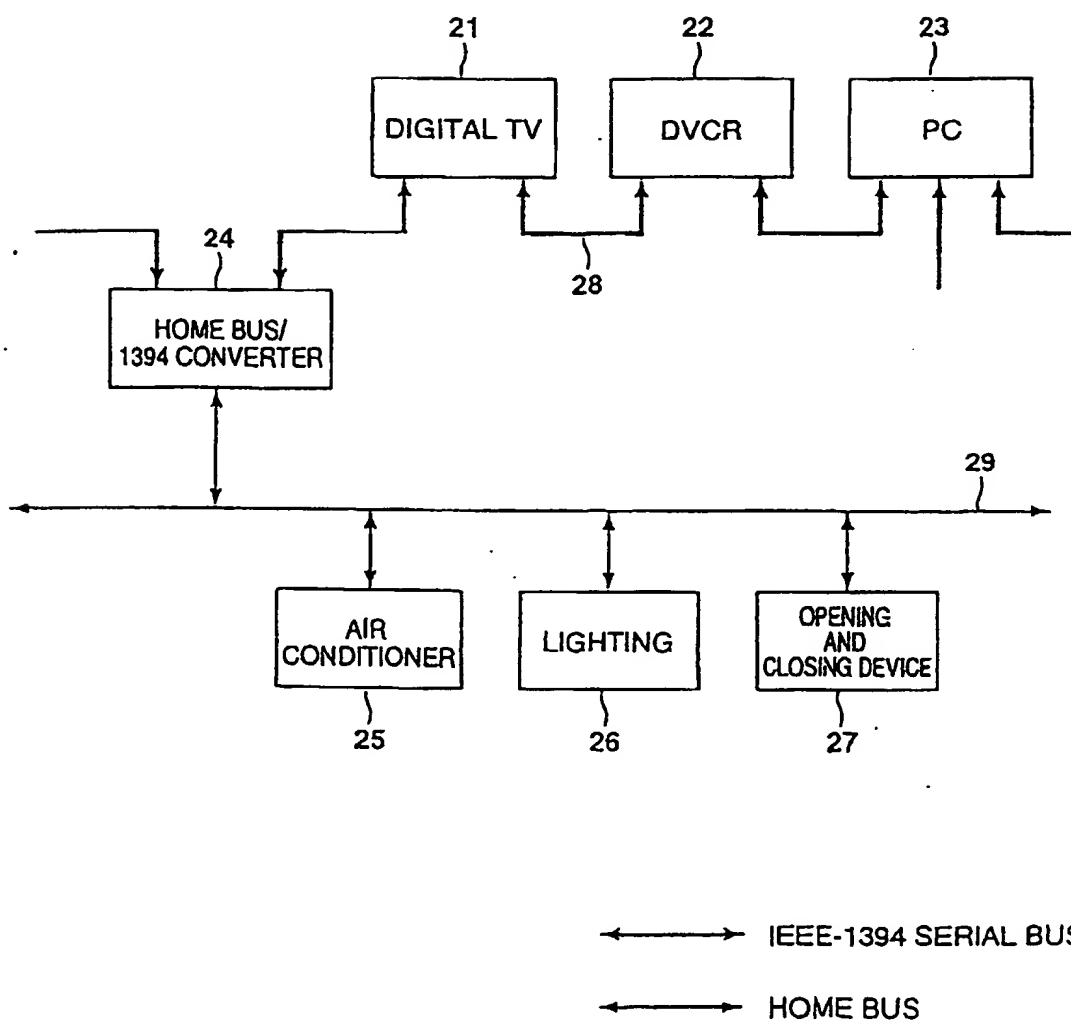 21
22
23
DIGITAL TV
DVCR
PC
24
28
HOME BUS/
1394 CONVERTER
29
AIR
CONDITIONER
LIGHTING
OPENING
AND
CLOSING DEVICE
25
26
27
IEEE-1394 SERIAL BUS
HOME BUS